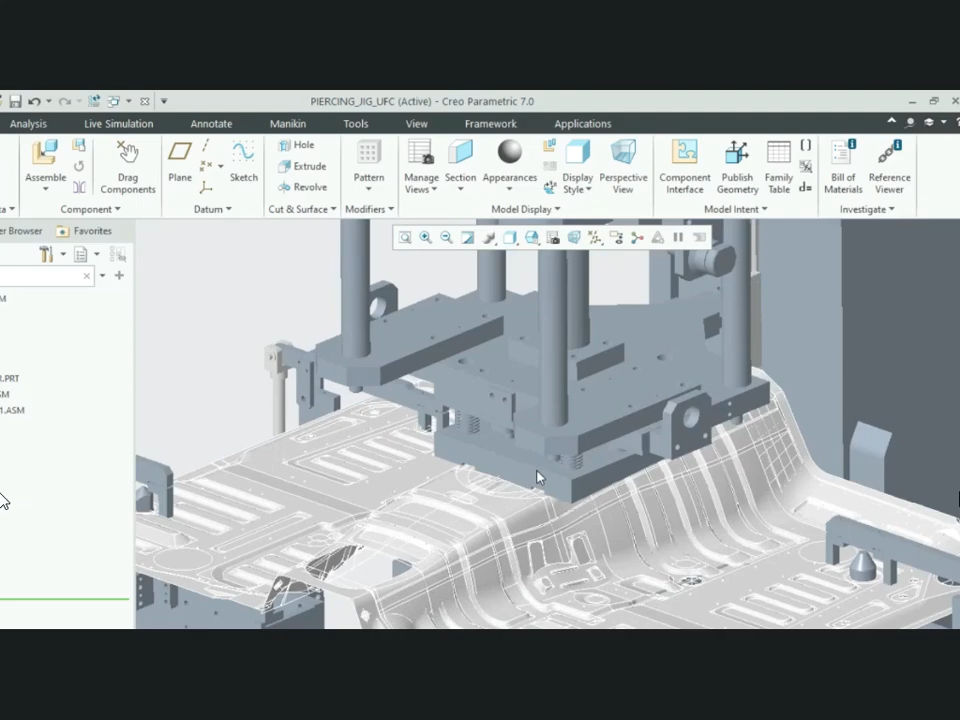 PIERCING_JIG_UFC (Active) - Creo Parametric 7.0
Analysis Live Simulation Annotate Manikin Tools View Framework Applications
Hole
Extrude
Revolve
Assemble Drag Components Plane Sketch Pattern Manage Views Section Appearances Display Style Perspective View Component Interface Publish Geometry Family Table d= Bill of Materials Reference Viewer
Component Datum Cut & Surface Modifiers Model Display Model Intent Investigate
er Browser Favorites
M
R.PRT
SM
1.ASM